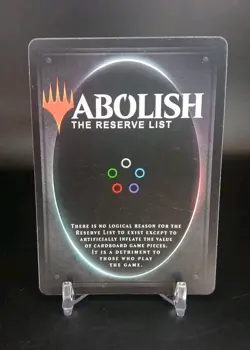 ABOLISH
THE RESERVE LIST
THERE IS NO LOGICAL REASON FOR THE
RESERVE LIST TO EXIST EXCEPT TO
ARTIFICIALLY INFLATE THE VALUE
OF CARDBOARD GAME PIECES.
IT IS A DETRIMENT TO
THOSE WHO PLAY
THE GAME.